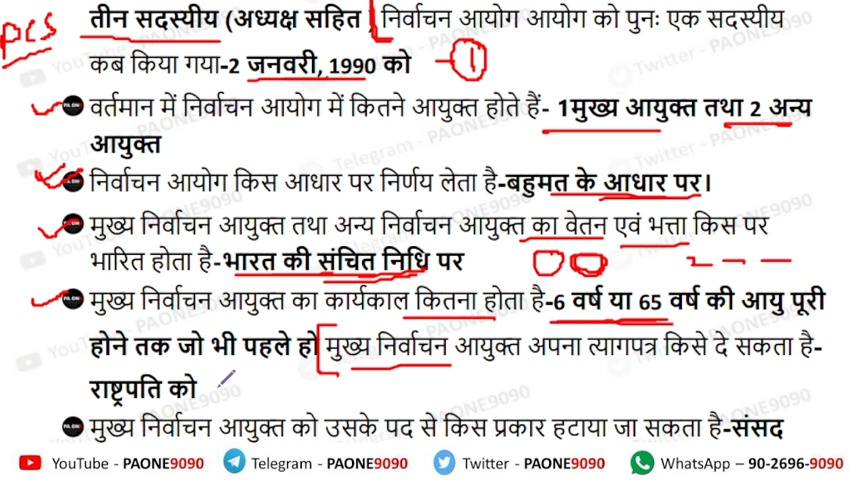 PCS तीन सदस्यीय (अध्यक्ष सहित) निर्वाचन आयोग आयोग को पुनः एक सदस्यीय
कब किया गया-2 जनवरी, 1990 को - 1
वर्तमान में निर्वाचन आयोग में कितने आयुक्त होते हैं- 1मुख्य आयुक्त तथा 2 अन्य
आयुक्त
निर्वाचन आयोग किस आधार पर निर्णय लेता है-बहुमत के आधार पर।
मुख्य निर्वाचन आयुक्त तथा अन्य निर्वाचन आयुक्त का वेतन एवं भत्ता किस पर
भारित होता है-भारत की संचित निधि पर
मुख्य निर्वाचन आयुक्त का कार्यकाल कितना होता है-6 वर्ष या 65 वर्ष की आयु पूरी
होने तक जो भी पहले हो मुख्य निर्वाचन आयुक्त अपना त्यागपत्र किसे दे सकता है-
राष्ट्रपति को
मुख्य निर्वाचन आयुक्त को उसके पद से किस प्रकार हटाया जा सकता है-संसद
YouTube - PAONE9090 Telegram - PAONE9090 Twitter - PAONE9090 WhatsApp – 90-2696-9090